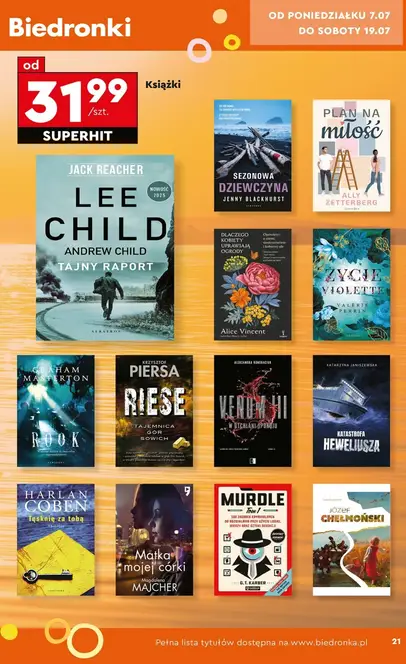 Biedronki
OD PONIEDZIAŁKU 7.07
DO SOBOTY 19.07
od
31.99
/szt.
SUPERHIT
Książki
JACK REACHER
NOWOŚĆ
2025
LEE
CHILD
ANDREW CHILD
TAJNY RAPORT
ALBATROS
SEZONOWA
DZIEWCZYNA
JENNY BLACKHURST
PLAN NA
miłość
ALLY
ZETTERBERG
DLACZEGO
KOBIETY
UPRAWIAJĄ
OGRODY
Alice Vincent
ŻYCIE
VIOLETTE
VALÉRIE
PERRIN
GRAHAM
MASTERTON
ROOK
KRZYSZTOF
PIERSA
RIESE
TAJEMNICA
GÓR
SOWICH
VENOM III
W OTCHŁANI SPOKOJU
KATARZYNA JANISZEWSKA
KATASTROFA
HEWELIUSZA
HARLAN
COBEN
Tęsknię za tobą
Matka
mojej córki
Magdalena
MAJCHER
MURDLE
Tom 1
G. T. KARBER
JÓZEF
CHEŁMOŃSKI
Pełna lista tytułów dostępna na www.biedronka.pl
21